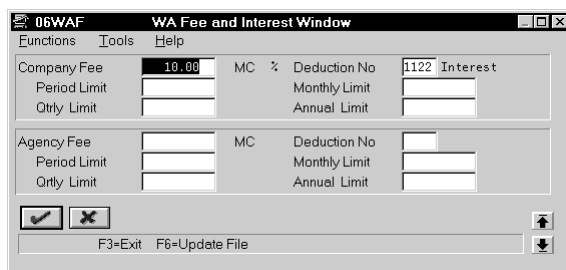 06WAF WA Fee and Interest Window
Functions Tools Help
Company Fee 10.00 MC % Deduction No 1122 Interest
Period Limit Monthly Limit
Qtrly Limit Annual Limit
Agency Fee MC Deduction No
Period Limit Monthly Limit
Qrtly Limit Annual Limit
F3=Exit F6=Update File